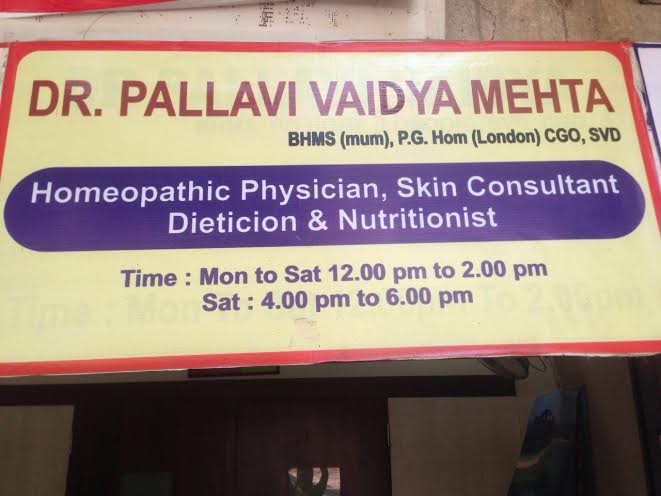 DR. PALLAVI VAIDYA MEHTA
BHMS (mum), P.G. Hom (London) CGO, SVD
Homeopathic Physician, Skin Consultant
Dieticion & Nutritionist
Time : Mon to Sat 12.00 pm to 2.00 pm
Sat : 4.00 pm to 6.00 pm